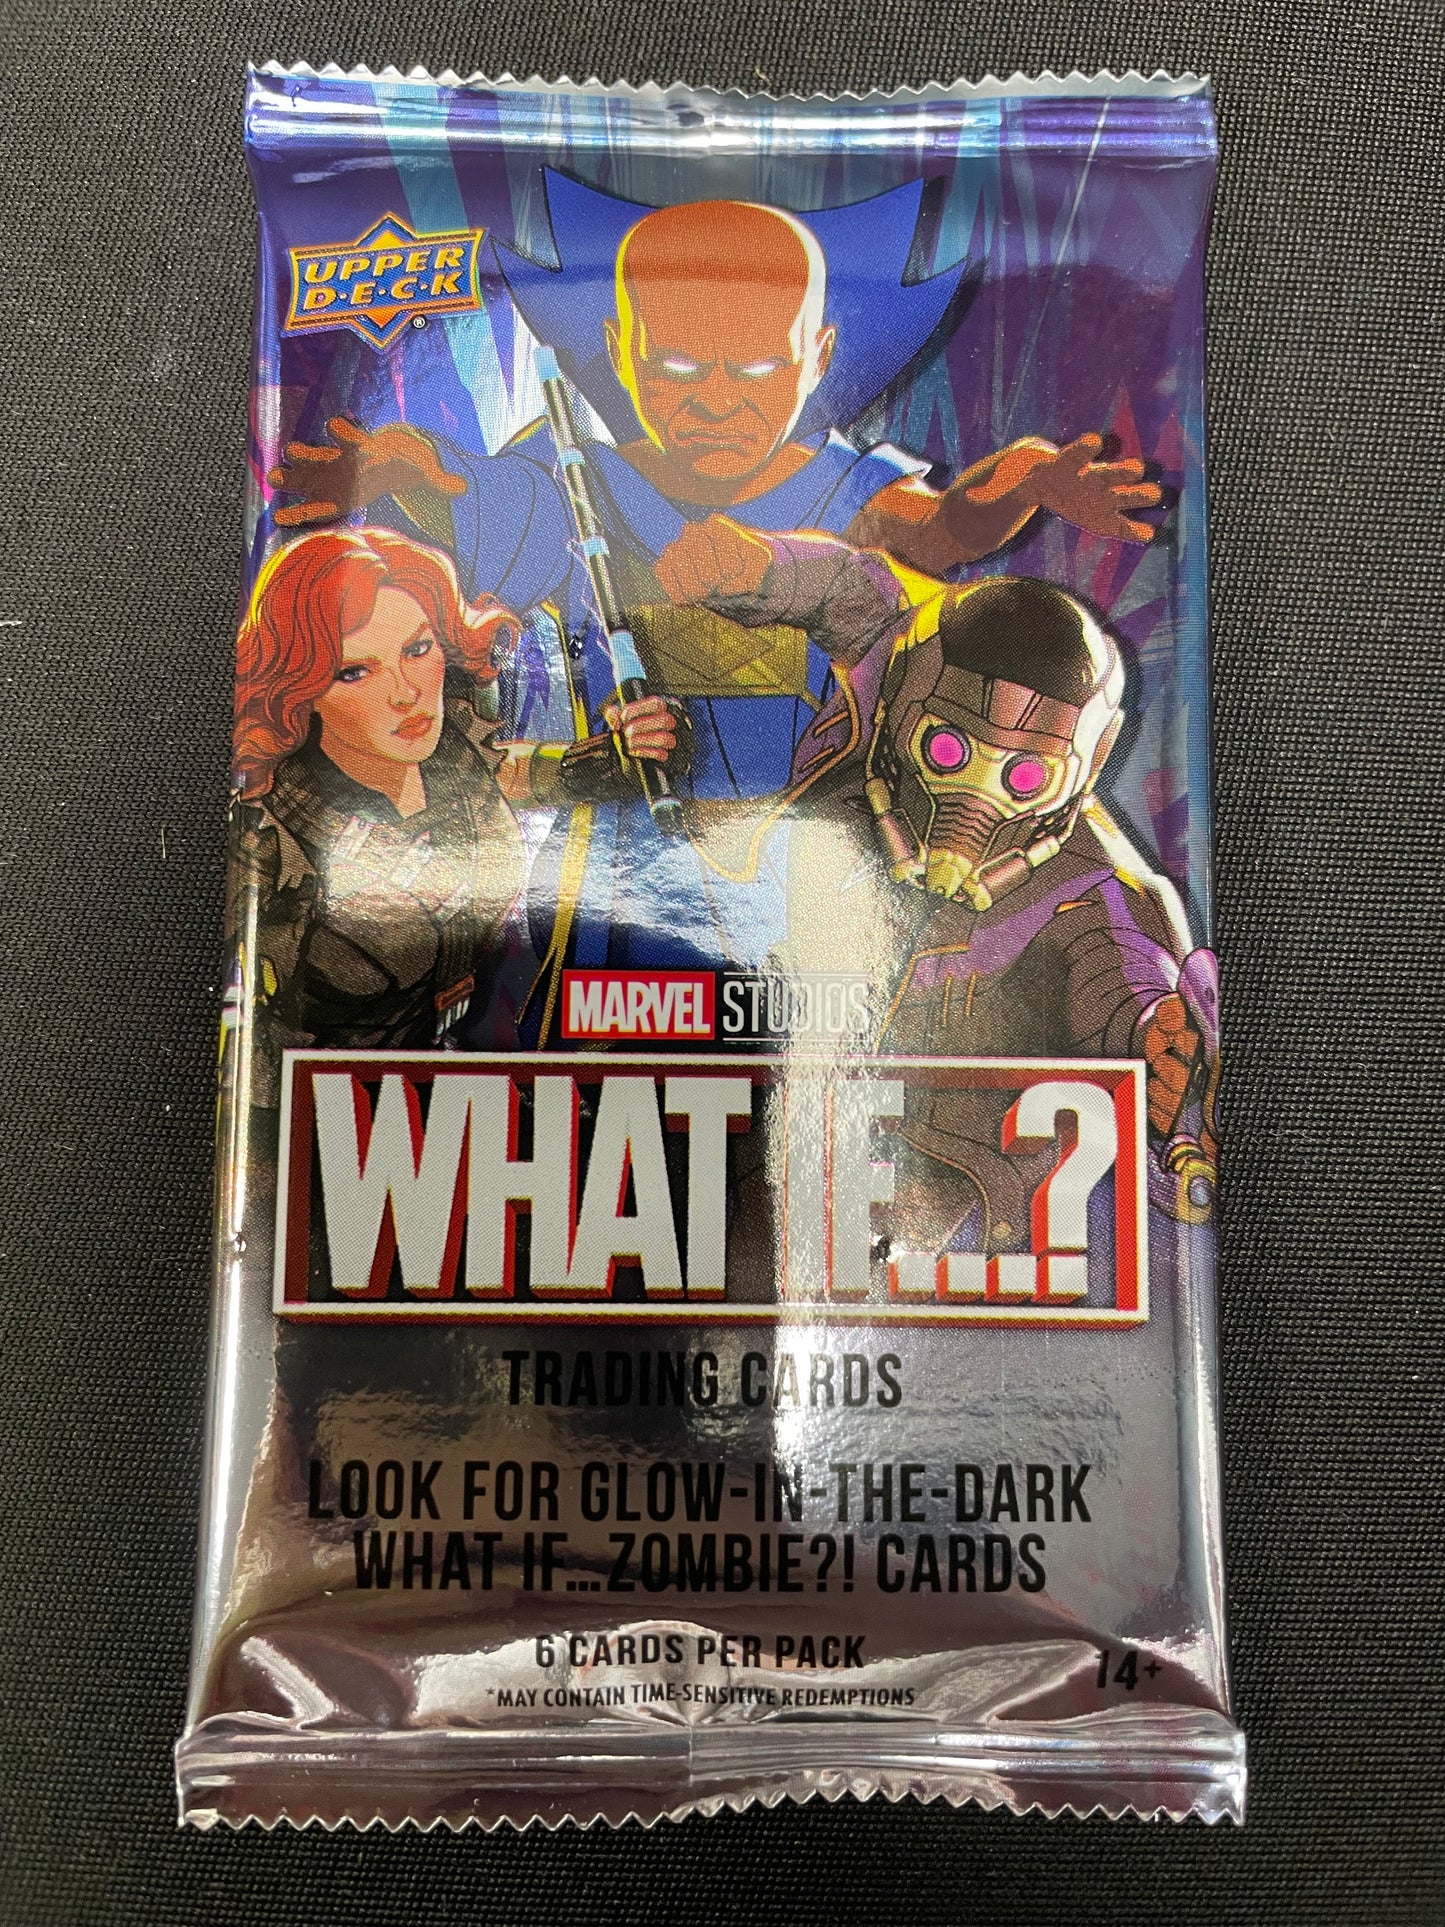 UPPER
D·E·C·K®
MARVEL STUDIOS
WHAT IF...?
TRADING CARDS
LOOK FOR GLOW-IN-THE-DARK
WHAT IF...ZOMBIE?! CARDS
6 CARDS PER PACK
14+
*MAY CONTAIN TIME-SENSITIVE REDEMPTIONS